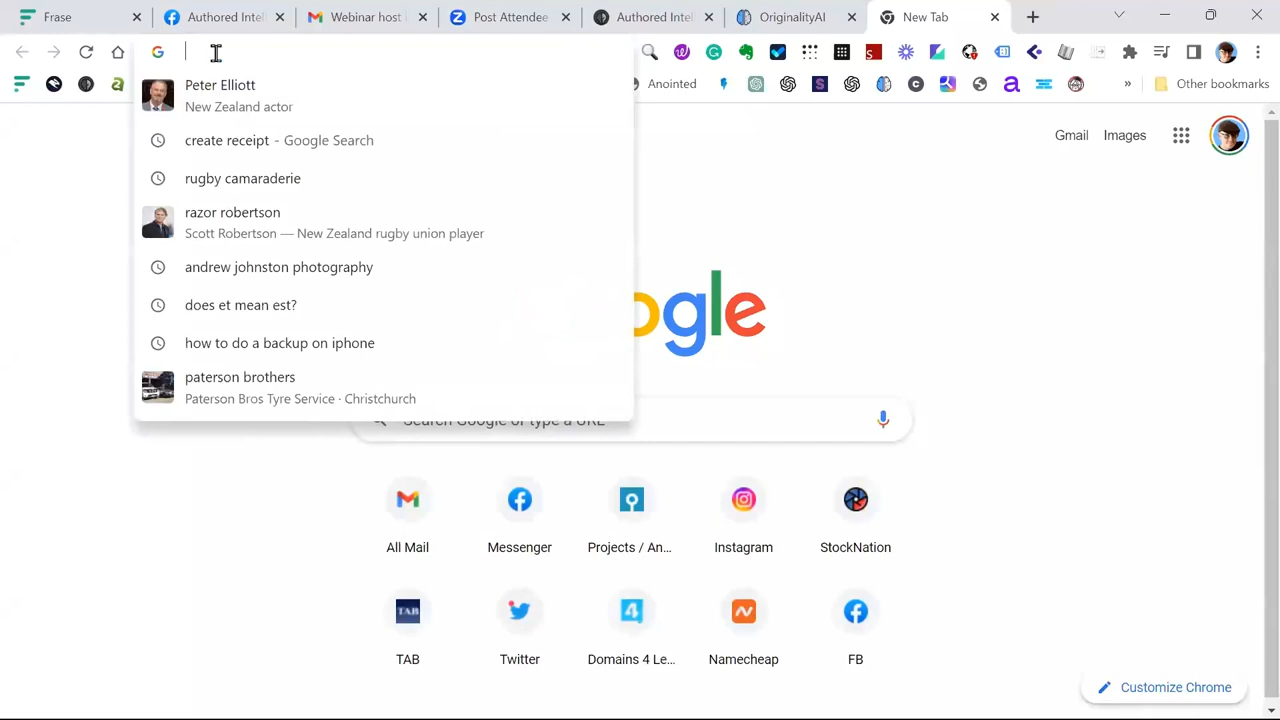 Frase
Authored Intel
Webinar host l
Post Attendee
Authored Intel
OriginalityAI
New Tab
Anointed
Other bookmarks
Peter Elliott
New Zealand actor
create receipt - Google Search
rugby camaraderie
razor robertson
Scott Robertson — New Zealand rugby union player
andrew johnston photography
does et mean est?
how to do a backup on iphone
paterson brothers
Paterson Bros Tyre Service · Christchurch
Gmail Images
ogle
Search Google or type a URL
All Mail
Messenger
Projects / An...
Instagram
StockNation
TAB
TAB
Twitter
Domains 4 Le...
Namecheap
FB
Customize Chrome